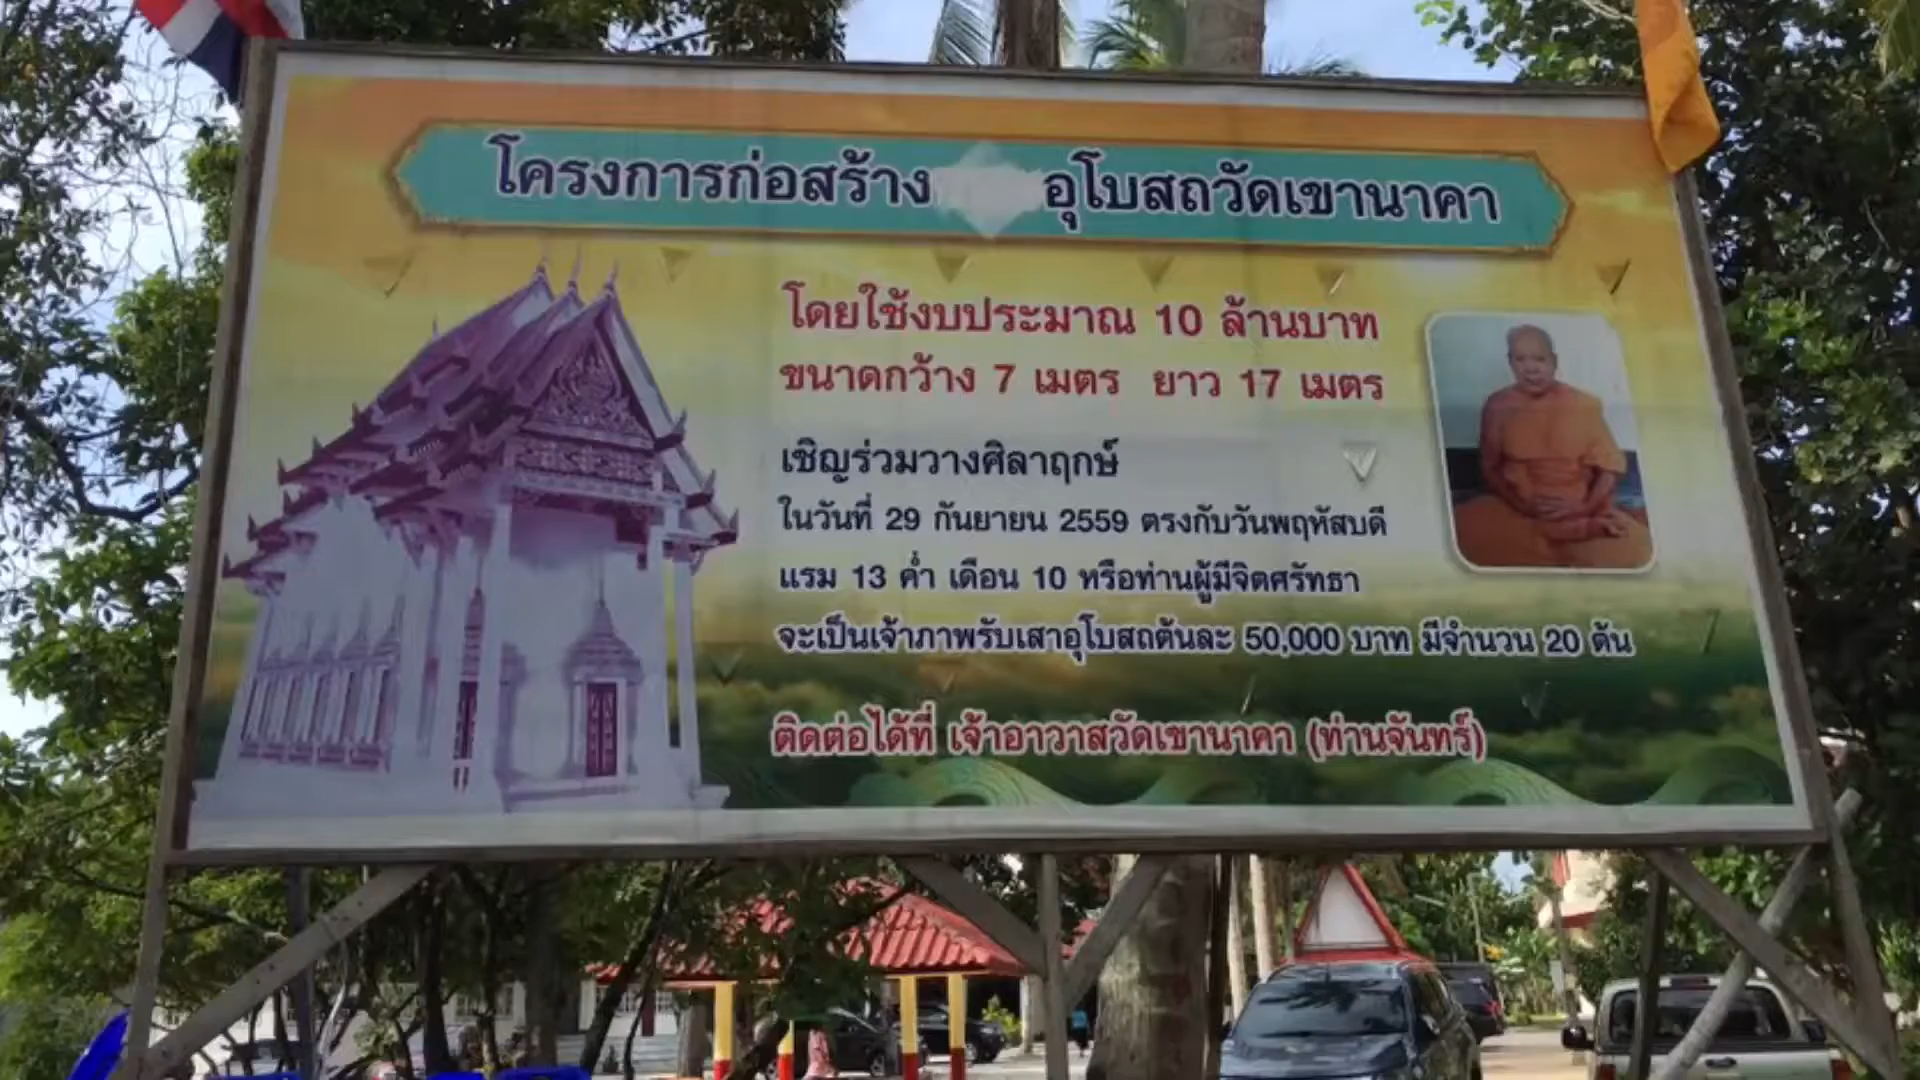 โครงการก่อสร้าง อุโบสถวัดเขานาคา
โดยใช้งบประมาณ 10 ล้านบาท
ขนาดกว้าง 7 เมตร ยาว 17 เมตร
เชิญร่วมวางศิลาฤกษ์
ในวันที่ 29 กันยายน 2559 ตรงกับวันพฤหัสบดี
แรม 13 ค่ำ เดือน 10 หรือท่านผู้มีจิตศรัทธา
จะเป็นเจ้าภาพรับเสาอุโบสถต้นละ 50,000 บาท มีจำนวน 20 ต้น
ติดต่อได้ที่ เจ้าอาวาสวัดเขานาคา (ท่านจันทร์)